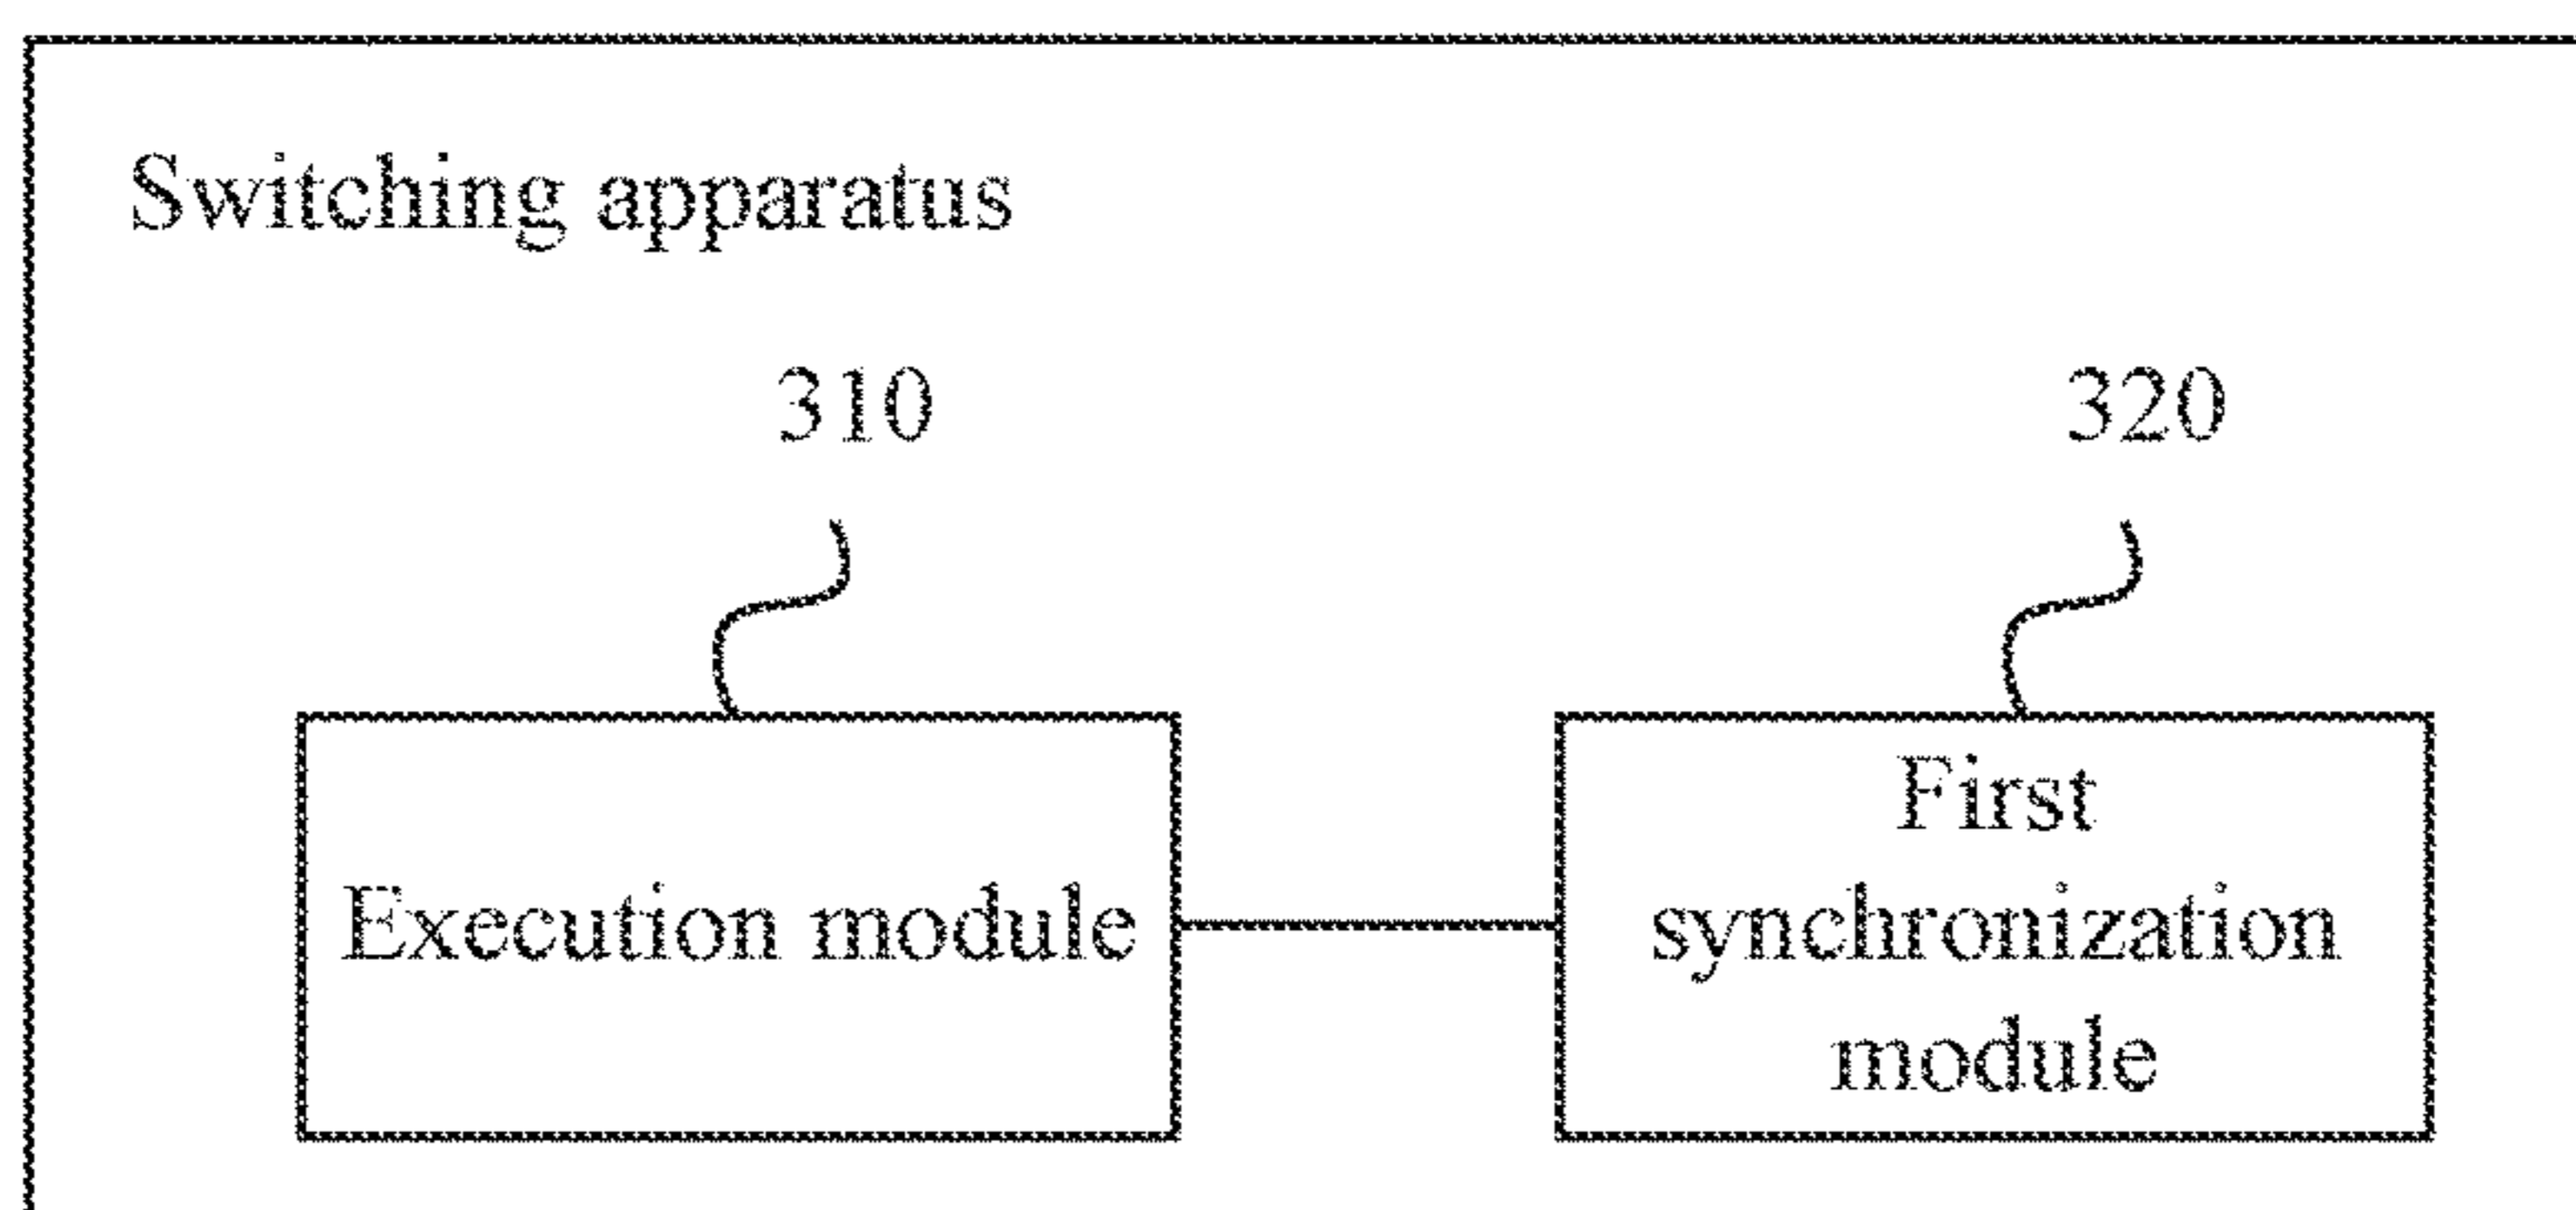 Switching apparatus
310
320
Execution module
First
synchronization
module